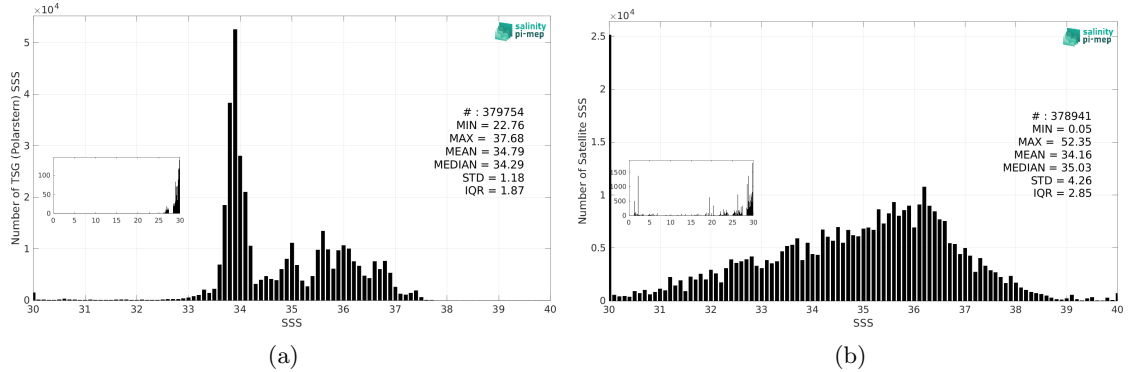 ×10⁴
5
4
3
2
1
0
30
31
32
33
34
35
36
37
38
39
40
SSS
Number of TSG (Polarstern) SSS
salinity
pi-mep
# : 379754
MIN = 22.76
MAX = 37.68
MEAN = 34.79
MEDIAN = 34.29
STD = 1.18
IQR = 1.87
100
50
0
0
5
10
15
20
25
30
(a)
×10⁴
2.5
2
1.5
1
0.5
0
30
31
32
33
34
35
36
37
38
39
40
SSS
Number of Satellite SSS
salinity
pi-mep
# : 378941
MIN = 0.05
MAX = 52.35
MEAN = 34.16
MEDIAN = 35.03
STD = 4.26
IQR = 2.85
1500
1000
500
0
0
5
10
15
20
25
30
(b)